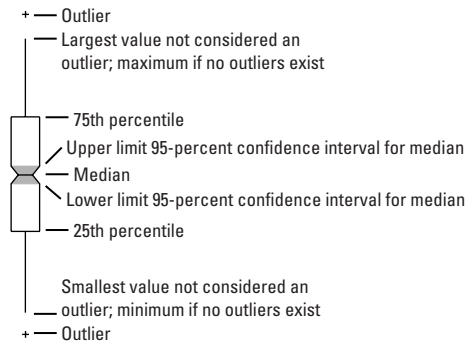 Outlier
Largest value not considered an
outlier; maximum if no outliers exist
75th percentile
Upper limit 95-percent confidence interval for median
Median
Lower limit 95-percent confidence interval for median
25th percentile
Smallest value not considered an
outlier; minimum if no outliers exist
Outlier